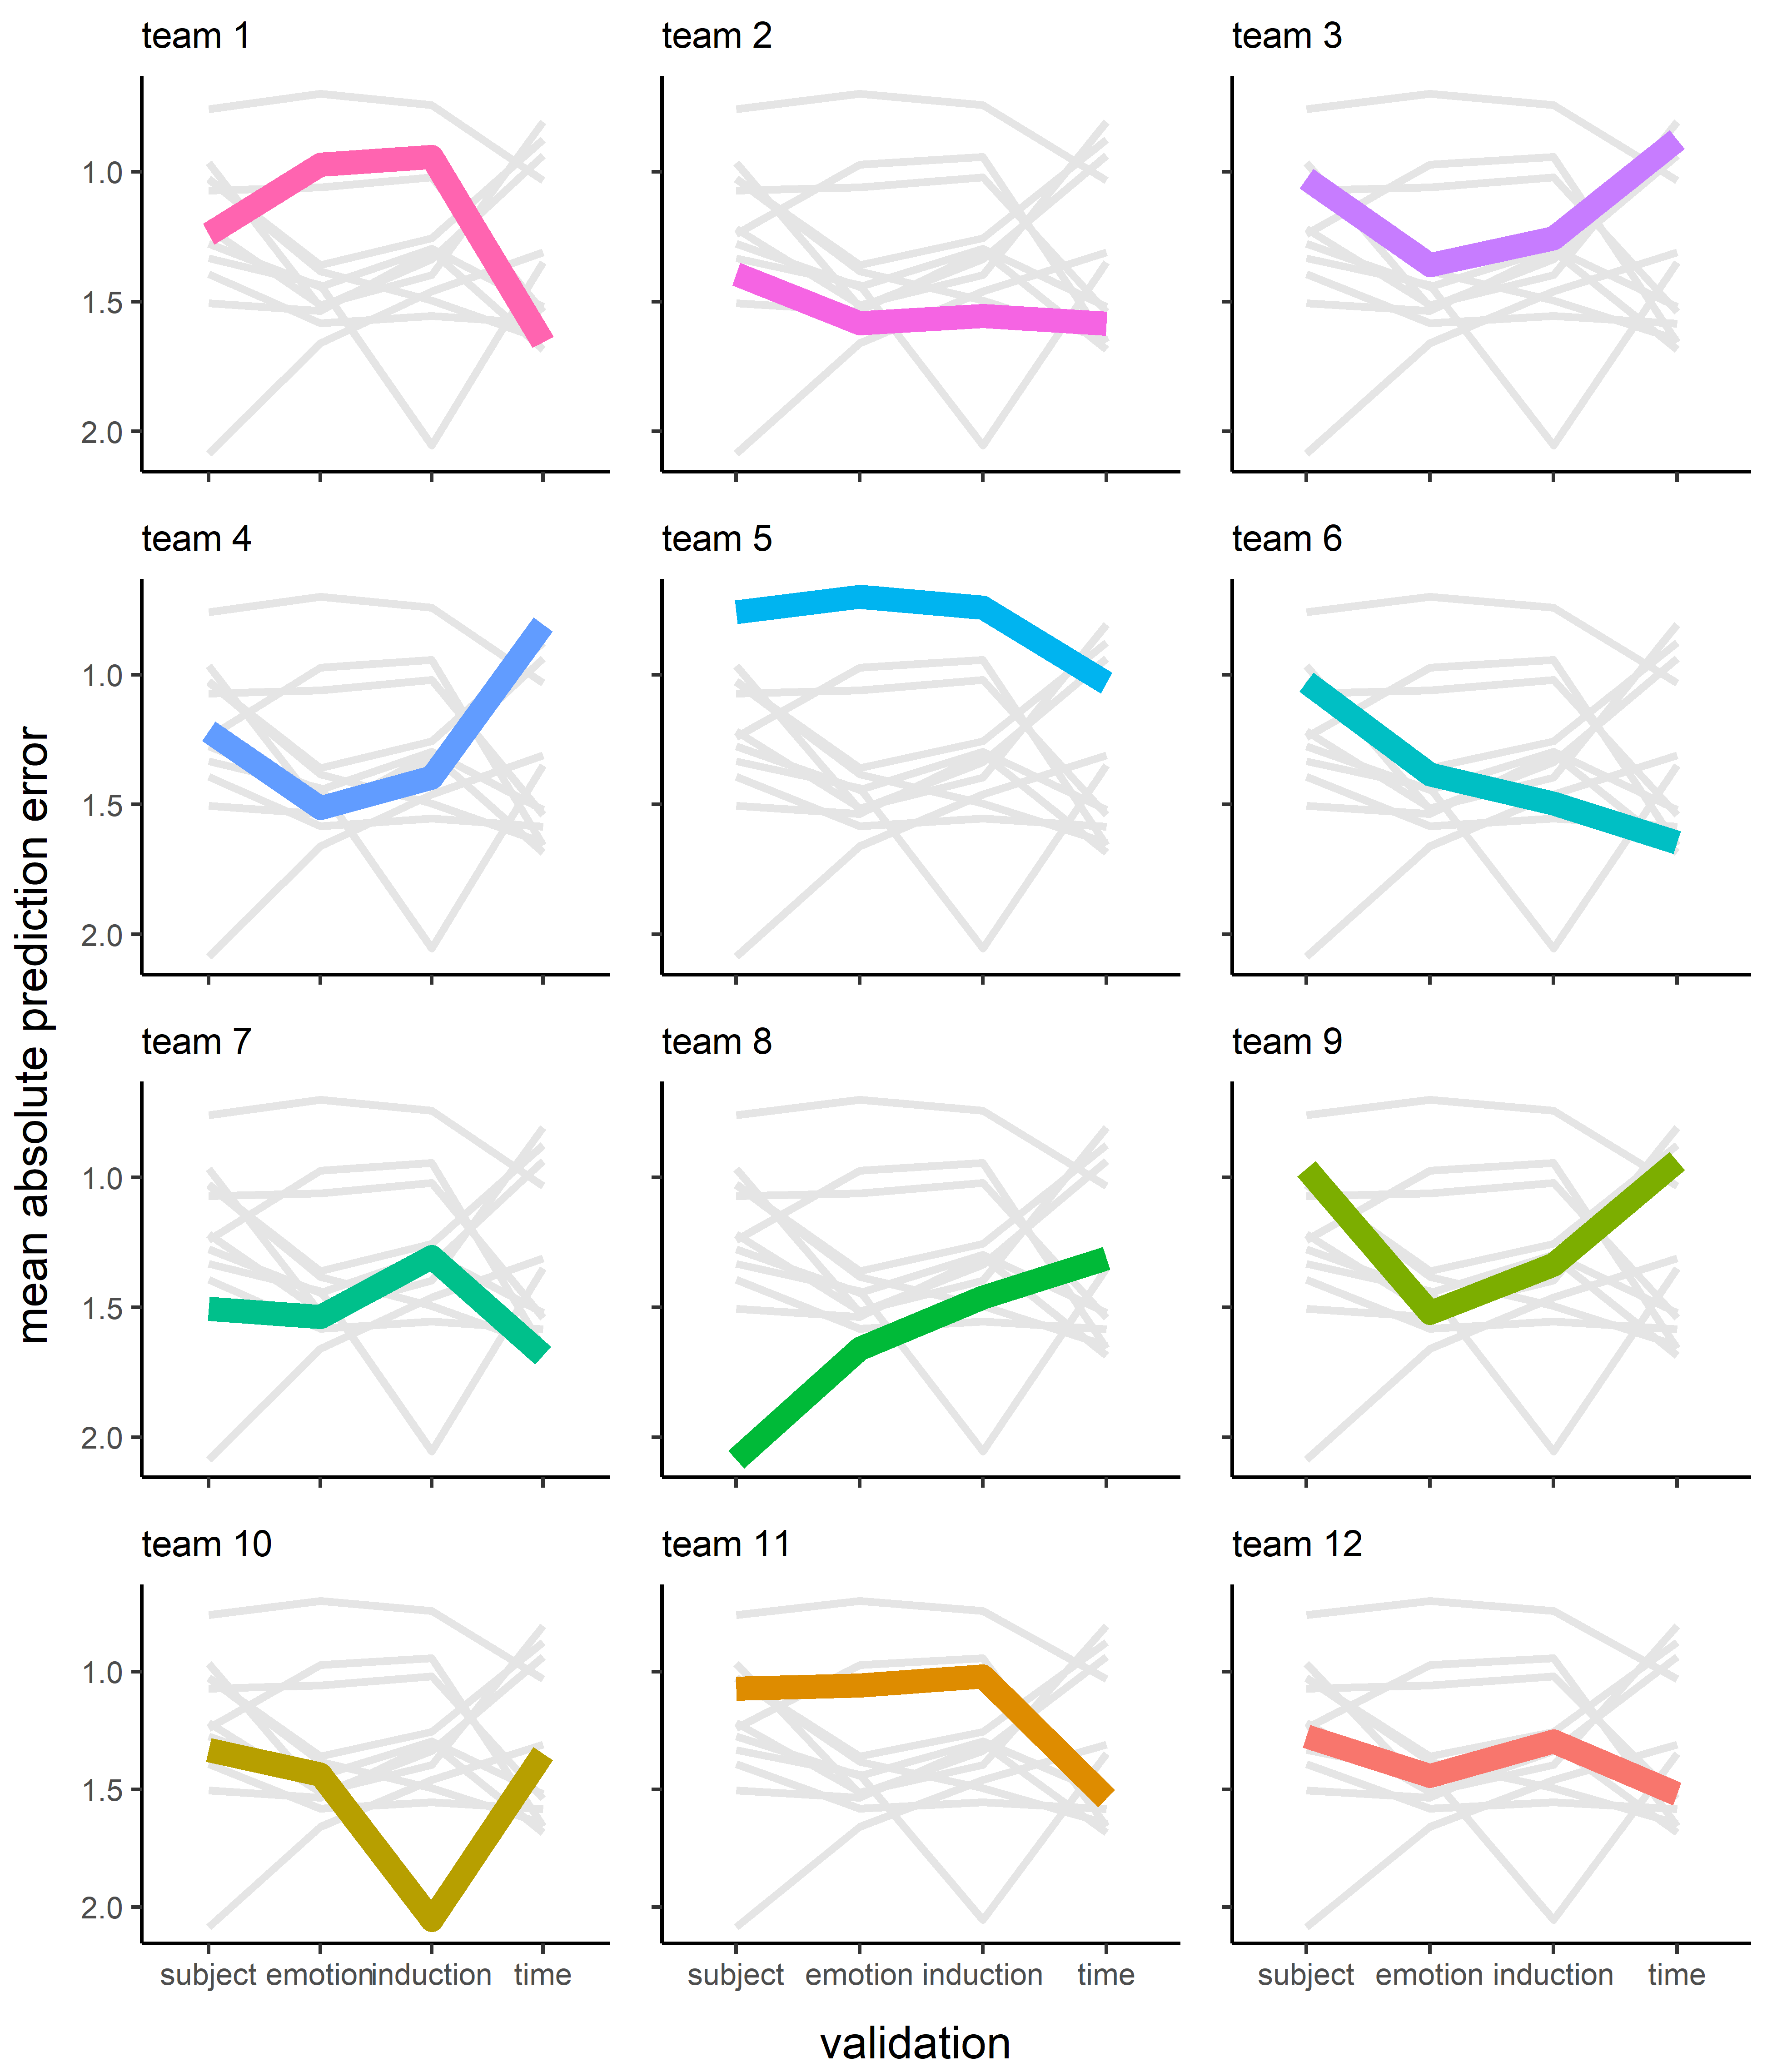 team 1
team 2
team 3
1.0
1.5
2.0
team 4
team 5
team 6
1.0
1.5
2.0
team 7
team 8
team 9
1.0
1.5
2.0
team 10
team 11
team 12
1.0
1.5
2.0
subject emotion induction time
subject emotion induction time
subject emotion induction time
validation
mean absolute prediction error